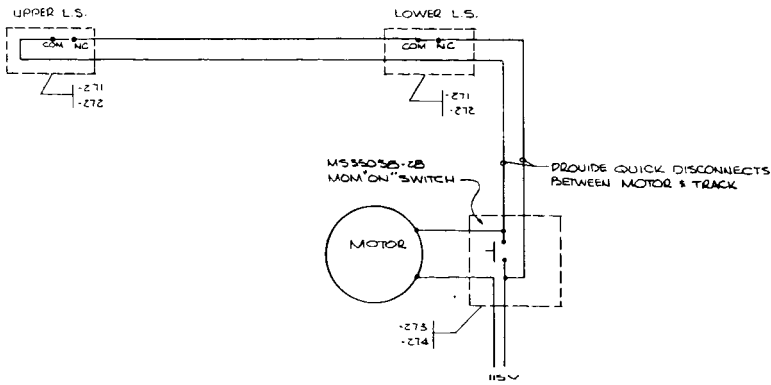 UPPER L.S.
LOWER L.S.
COM NC
COM NC
-271
-272
-271
-272
MS35058-28
MOM "ON" SWITCH
PROVIDE QUICK DISCONNECTS
BETWEEN MOTOR & TRACK
MOTOR
-273
-274
115V